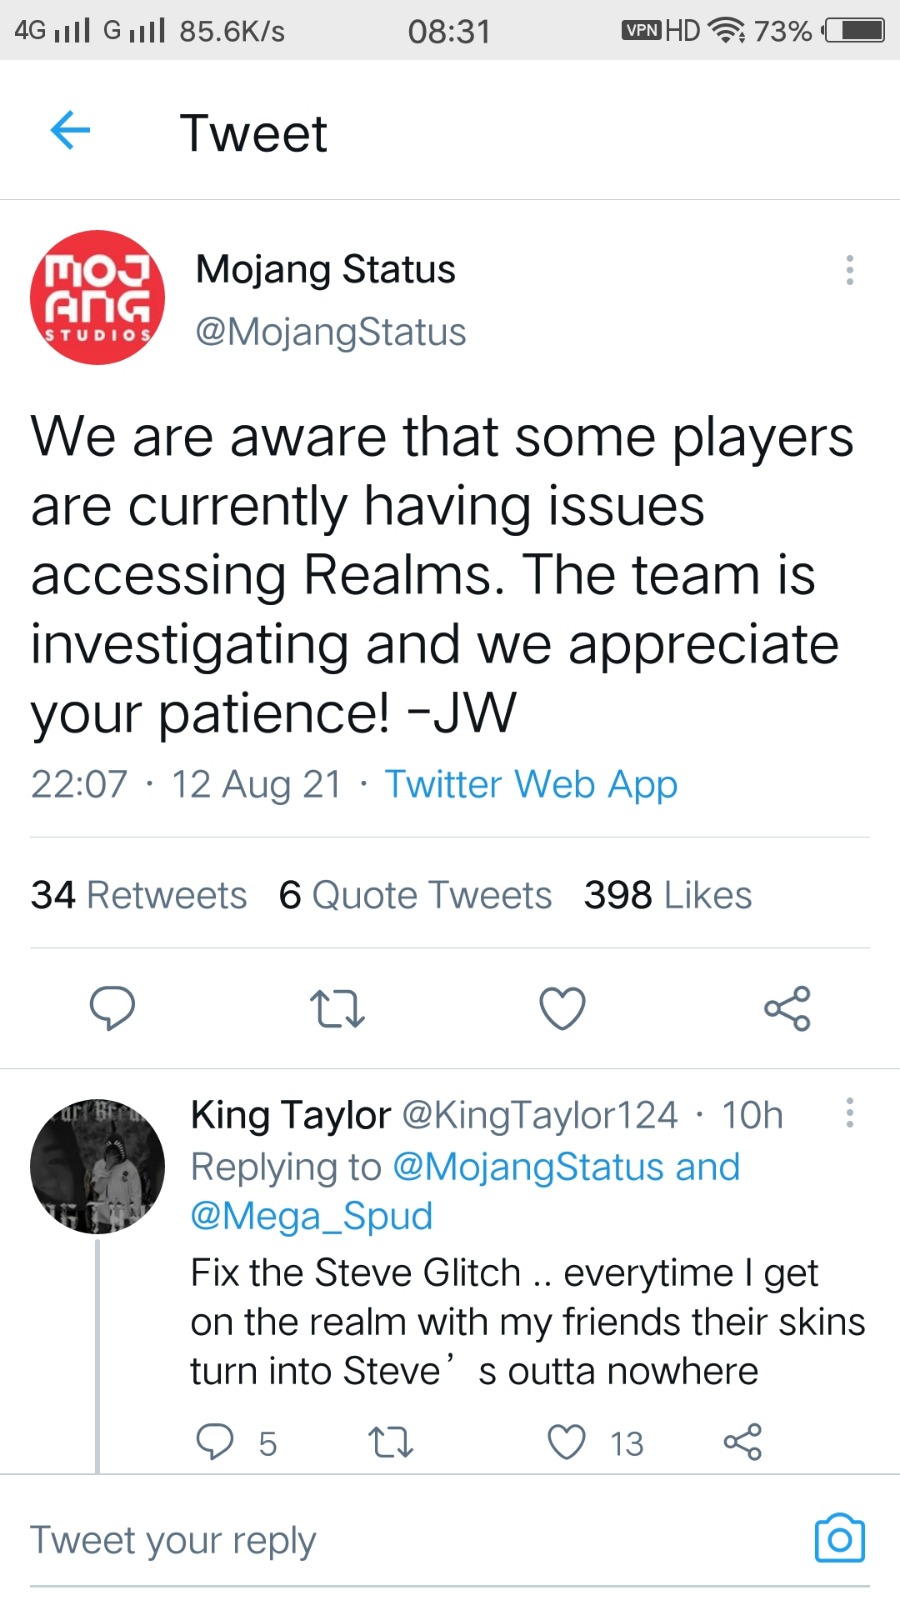 4G G 85.6K/s 08:31 VPN HD 73%
Tweet
MOJ
ANG
STUDIOS
Mojang Status
@MojangStatus
We are aware that some players
are currently having issues
accessing Realms. The team is
investigating and we appreciate
your patience! -JW
22:07 · 12 Aug 21 · Twitter Web App
34 Retweets 6 Quote Tweets 398 Likes
King Taylor @KingTaylor124 · 10h
Replying to @MojangStatus and
@Mega_Spud
Fix the Steve Glitch .. everytime I get
on the realm with my friends their skins
turn into Steve’ s outta nowhere
5 13
Tweet your reply